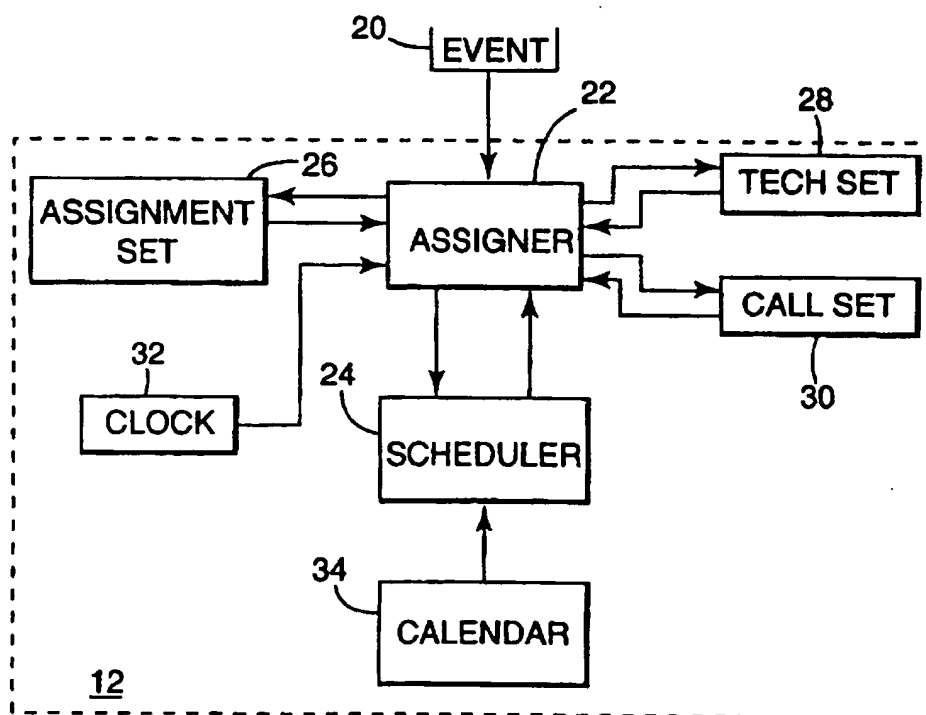 20
EVENT
22
28
26
ASSIGNMENT
SET
ASSIGNER
TECH SET
CALL SET
32
24
30
CLOCK
SCHEDULER
34
CALENDAR
12